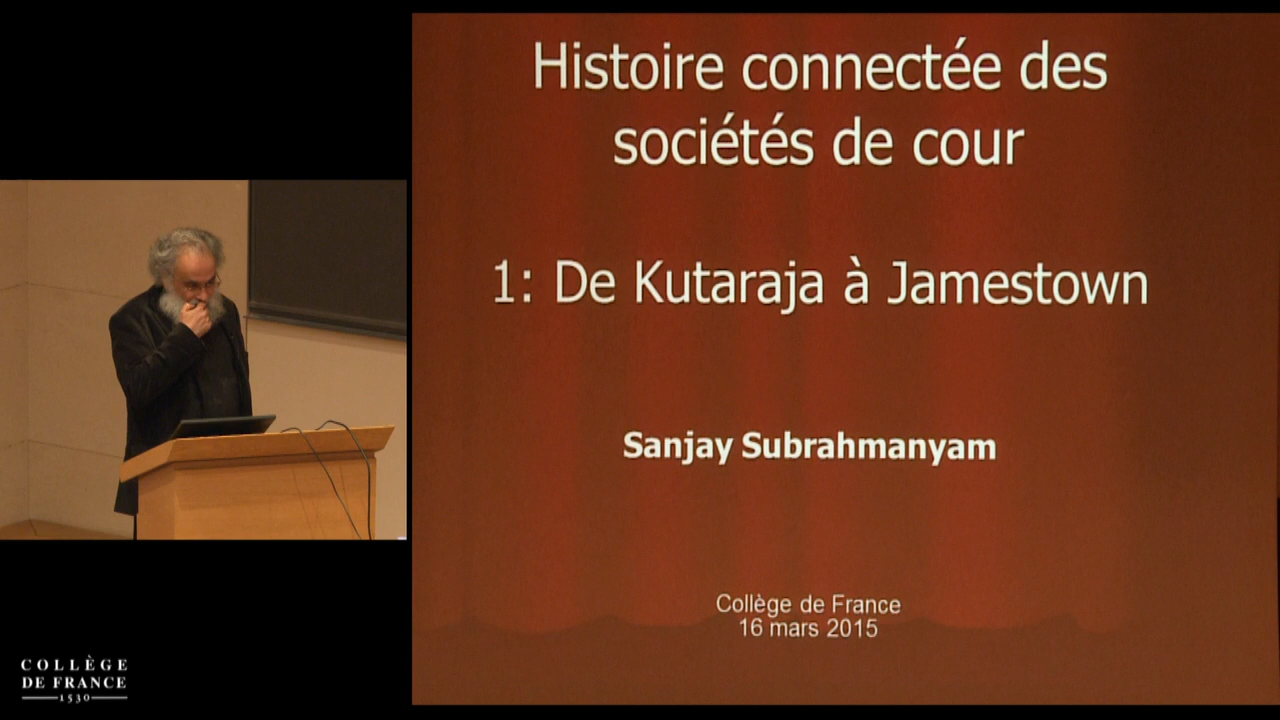 Histoire connectée des
sociétés de cour
1: De Kutaraja à Jamestown
Sanjay Subrahmanyam
Collège de France
16 mars 2015
COLLÈGE
DE FRANCE
1530